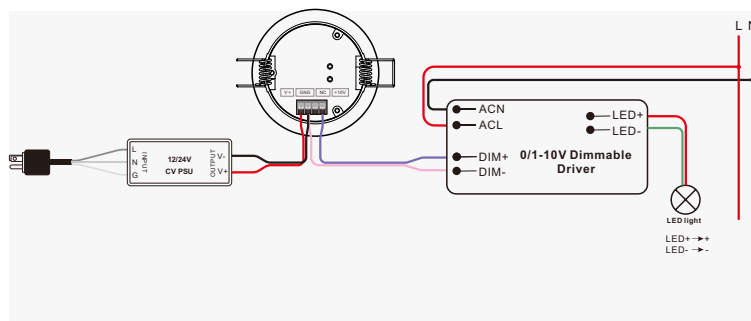 L N
V+ GND NC +10V
ACN
ACL
LED+
LED-
0/1-10V Dimmable
Driver
DIM+
DIM-
L
N
G
INPUT
12/24V
CV PSU
OUTPUT
V-
V+
LED light
LED+→+
LED-→-